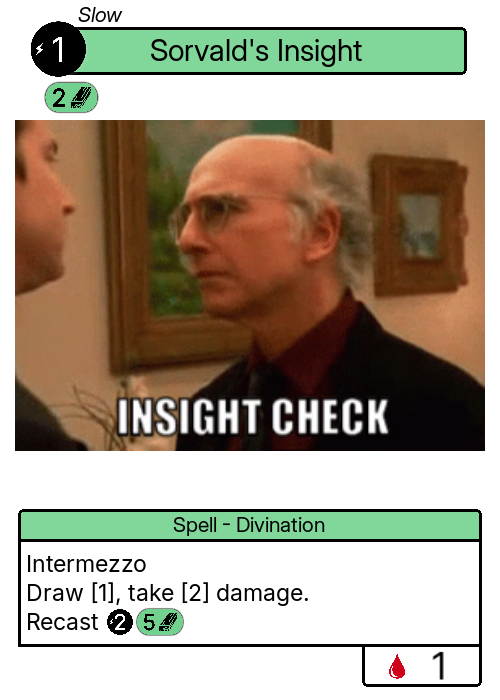 Slow
1 Sorvald's Insight
2
INSIGHT CHECK
Spell - Divination
Intermezzo
Draw [1], take [2] damage.
Recast 2 5
1